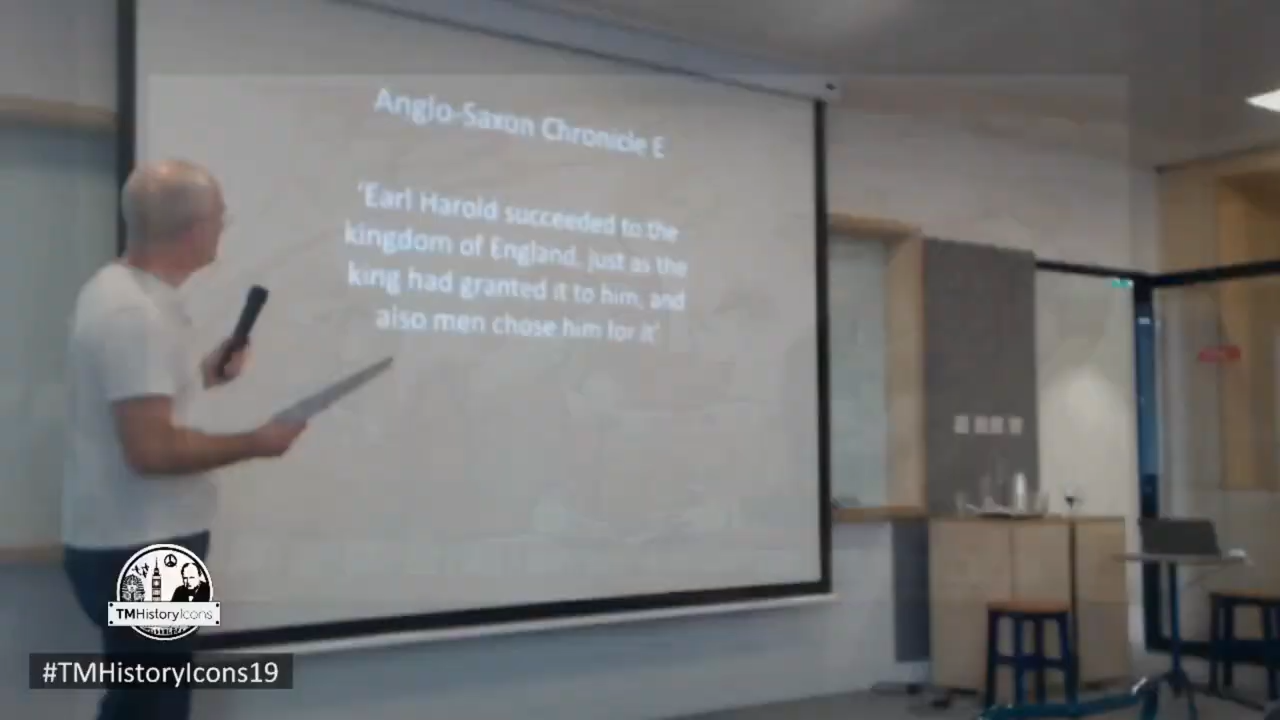 Anglo-Saxon Chronicle E
'Earl Harold succeeded to the
kingdom of England, just as the
king had granted it to him, and
also men chose him for it'
TMHistoryIcons
#TMHistoryIcons19